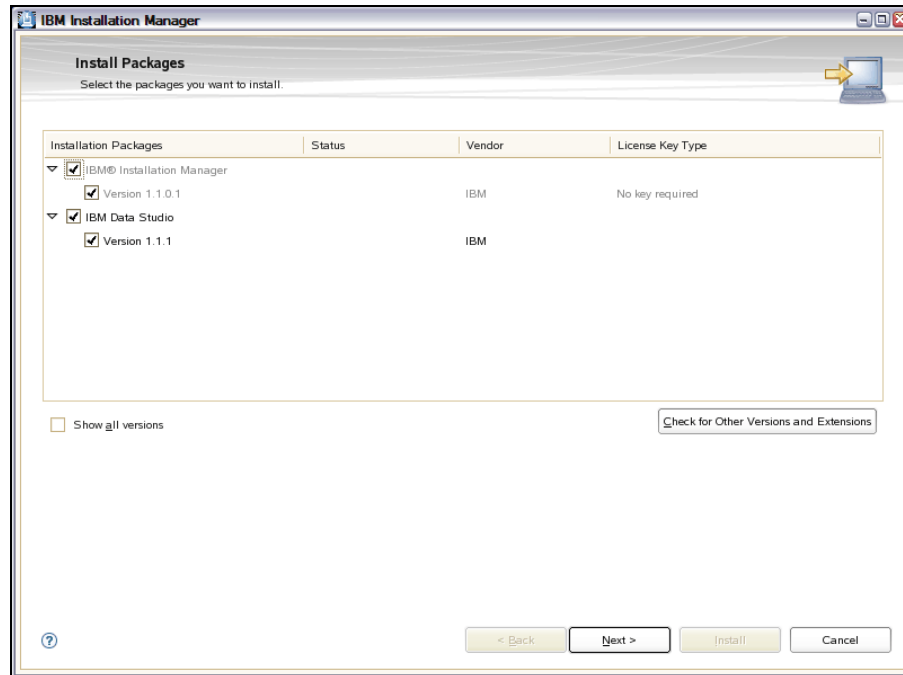 IBM Installation Manager
Install Packages
Select the packages you want to install.
Installation Packages Status Vendor License Key Type
IBM® Installation Manager
Version 1.1.0.1 IBM No key required
IBM Data Studio
Version 1.1.1 IBM
Show all versions Check for Other Versions and Extensions
? < Back Next > Install Cancel